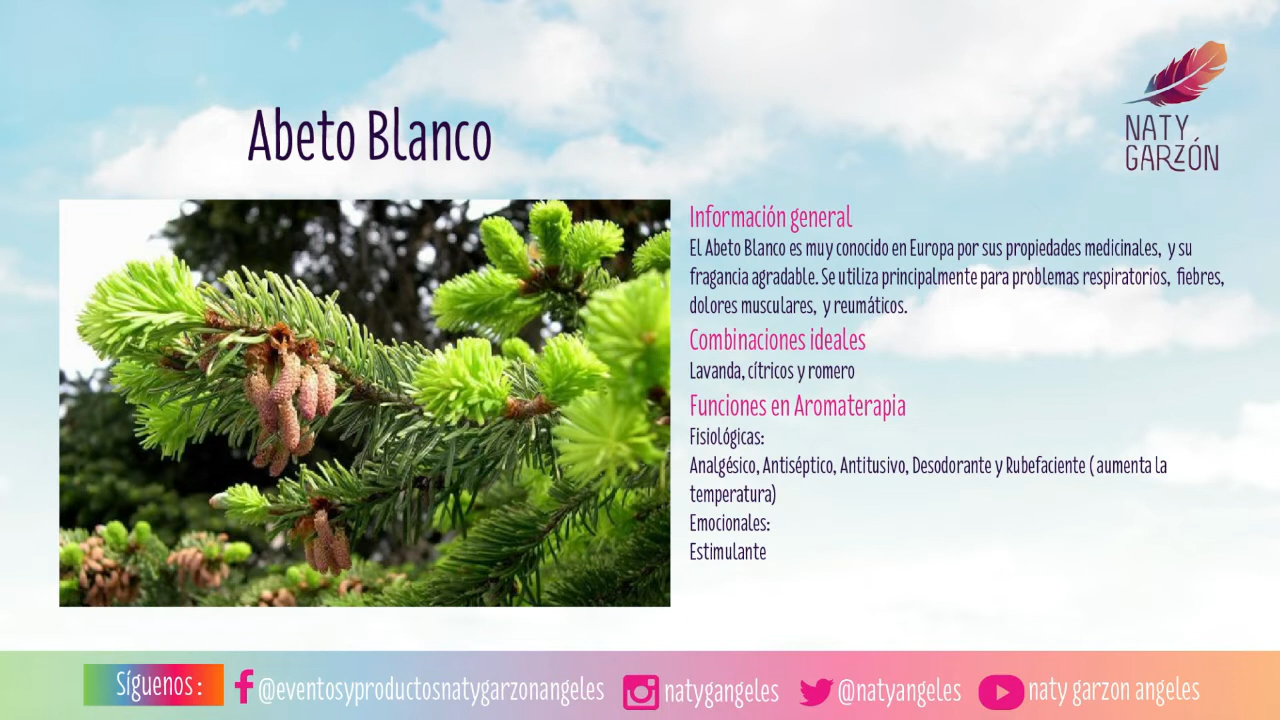 Abeto Blanco
NATY
GARZÓN
Información general
El Abeto Blanco es muy conocido en Europa por sus propiedades medicinales, y su
fragancia agradable. Se utiliza principalmente para problemas respiratorios, fiebres,
dolores musculares, y reumáticos.
Combinaciones ideales
Lavanda, cítricos y romero
Funciones en Aromaterapia
Fisiológicas:
Analgésico, Antiséptico, Antitusivo, Desodorante y Rubefaciente (aumenta la
temperatura)
Emocionales:
Estimulante
Síguenos: @eventosyproductosnatygarzonangeles natygangeles @natyangeles naty garzon angeles